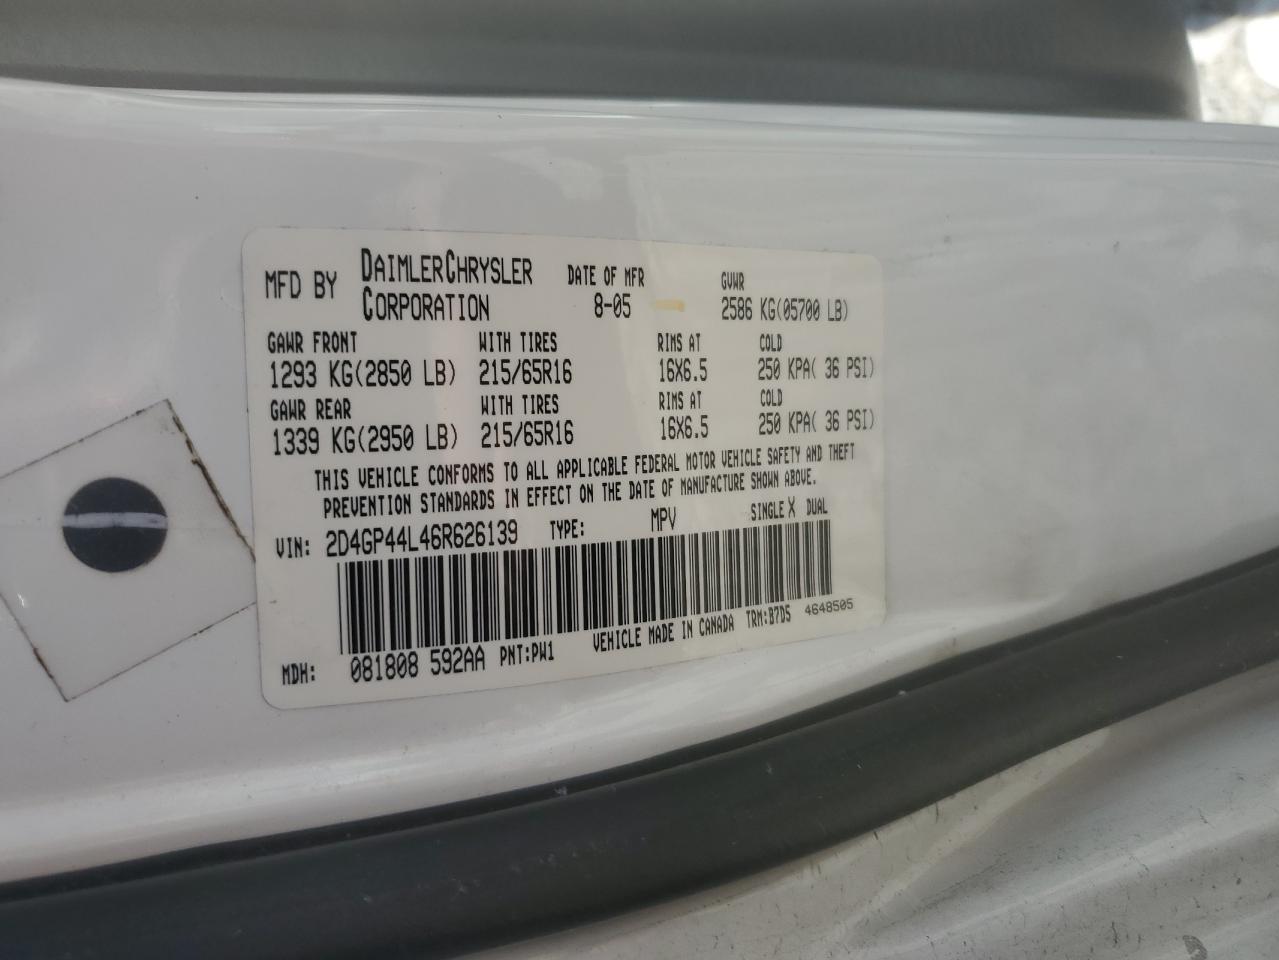 MFD BY DAIMLERCHRYSLER CORPORATION DATE OF MFR 8-05 GVWR 2586 KG(05700 LB)
GAWR FRONT WITH TIRES RIMS AT COLD
1293 KG(2850 LB) 215/65R16 16X6.5 250 KPA( 36 PSI)
GAWR REAR WITH TIRES RIMS AT COLD
1339 KG(2950 LB) 215/65R16 16X6.5 250 KPA( 36 PSI)
THIS VEHICLE CONFORMS TO ALL APPLICABLE FEDERAL MOTOR VEHICLE SAFETY AND THEFT
PREVENTION STANDARDS IN EFFECT ON THE DATE OF MANUFACTURE SHOWN ABOVE.
VIN: 2D4GP44L46R626139 TYPE: MPV SINGLE X DUAL
MDH: 081808 592AA PNT:PW1 VEHICLE MADE IN CANADA TRM:B7D5 4648505